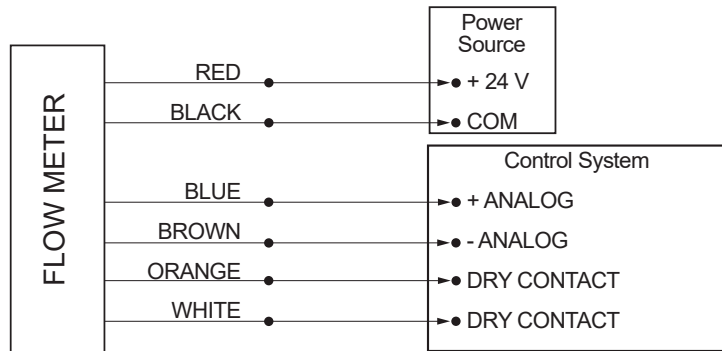 Power
Source
RED
+ 24 V
BLACK
COM
FLOW METER
Control System
BLUE
+ ANALOG
BROWN
- ANALOG
ORANGE
DRY CONTACT
WHITE
DRY CONTACT